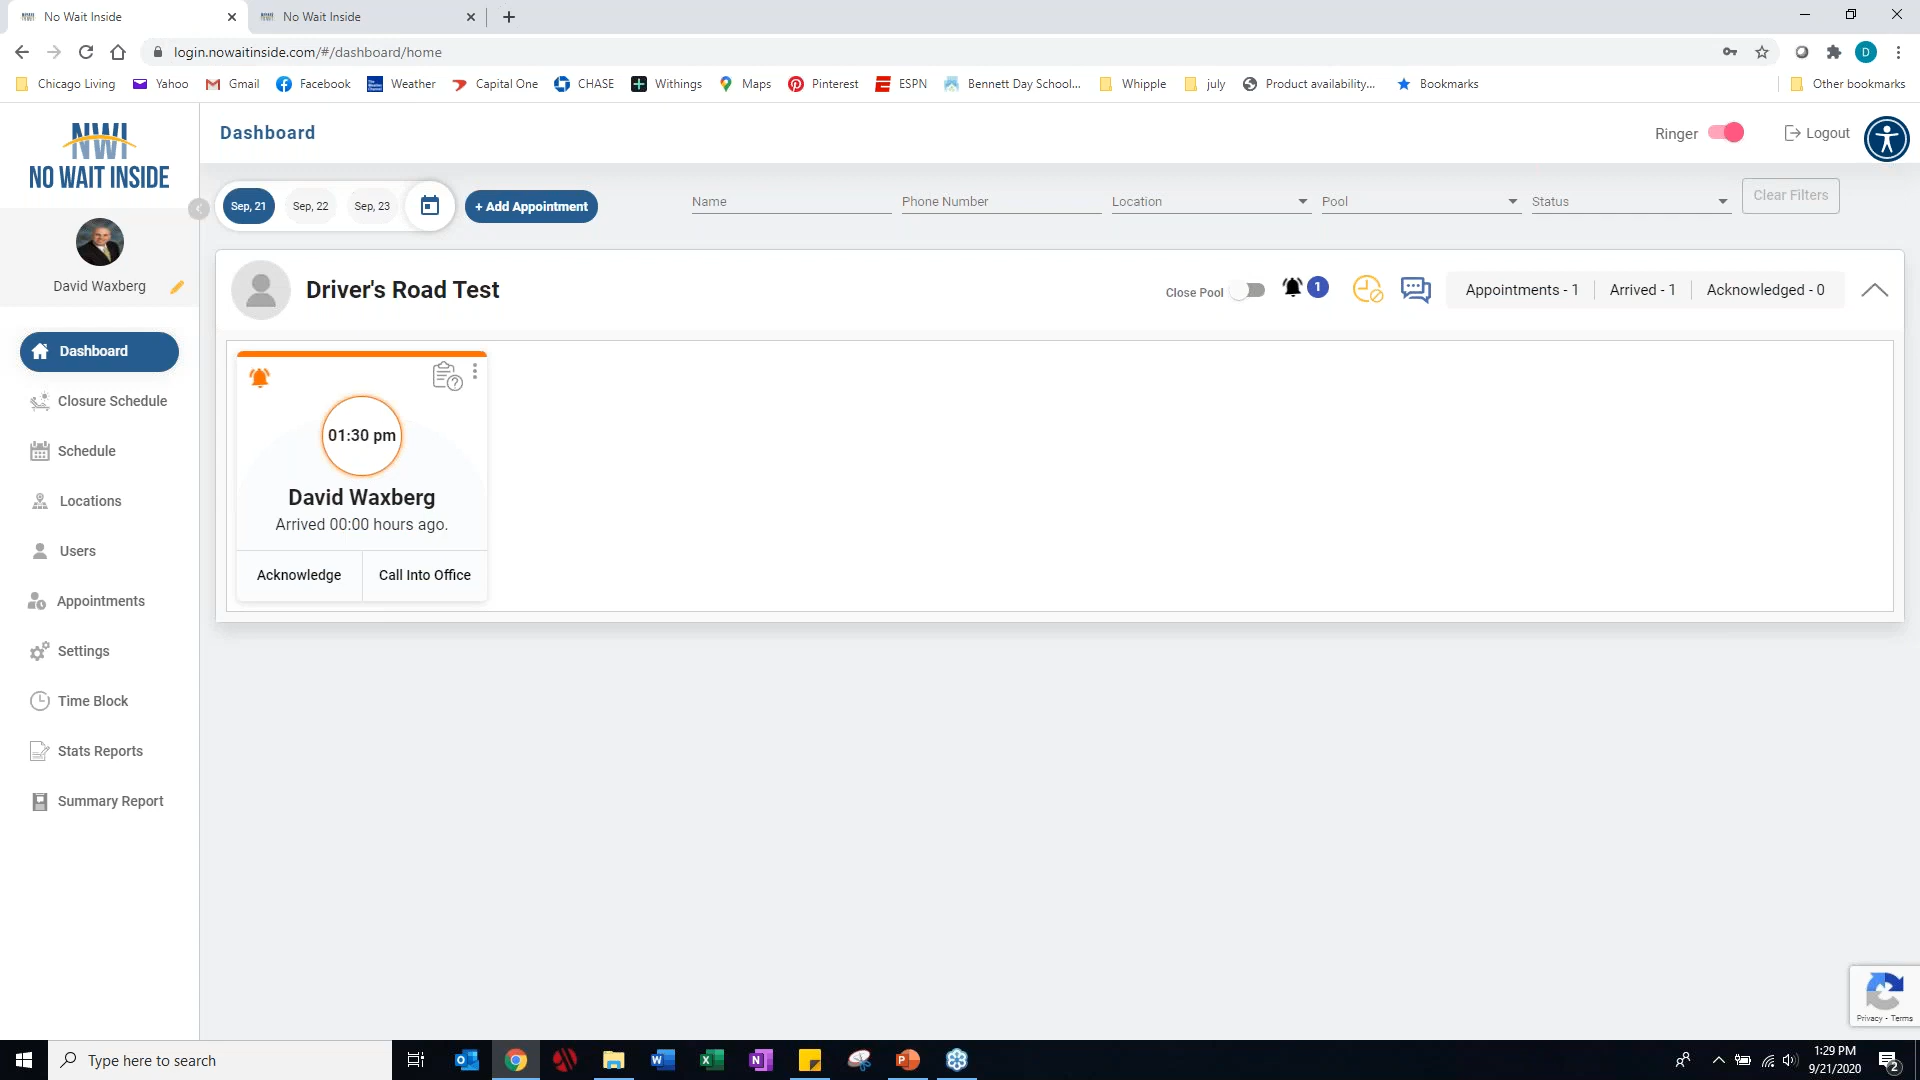 No Wait Inside
No Wait Inside
login.nowaitinside.com/#/dashboard/home
D
Chicago Living
Yahoo
Gmail
Facebook
Weather
Capital One
CHASE
Withings
Maps
Pinterest
ESPN
Bennett Day School...
Whipple
july
Product availability...
Bookmarks
Other bookmarks
NWI
NO WAIT INSIDE
Dashboard
Ringer
Logout
Sep, 21
Sep, 22
Sep, 23
+ Add Appointment
Name
Phone Number
Location
Pool
Status
Clear Filters
David Waxberg
Dashboard
Closure Schedule
Schedule
Locations
Users
Appointments
Settings
Time Block
Stats Reports
Summary Report
Driver's Road Test
Close Pool
1
Appointments - 1
Arrived - 1
Acknowledged - 0
01:30 pm
David Waxberg
Arrived 00:00 hours ago.
Acknowledge
Call Into Office
Privacy - Terms
Type here to search
1:29 PM
9/21/2020
2